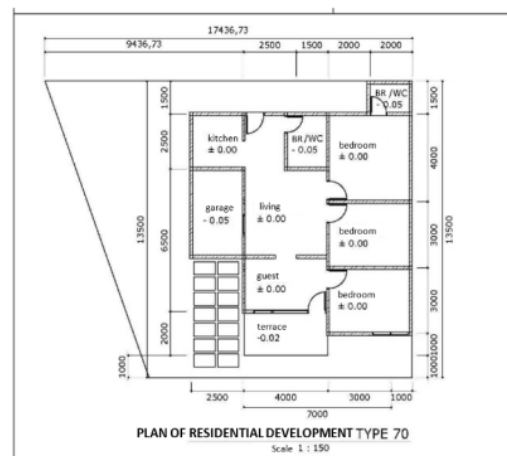 17436,73
9436,73 2500 1500 2000 2000
BR/WC
- 0.05
1500 1500
kitchen
± 0.00
BR/WC
- 0.05
bedroom
± 0.00
2500 4000
garage
- 0.05
living
± 0.00
bedroom
± 0.00
13500 6500 3000 13500
guest
± 0.00
bedroom
± 0.00
3000
terrace
-0.02
2000 1000
1000 1000
2500 4000 3000 1000
7000
PLAN OF RESIDENTIAL DEVELOPMENT TYPE 70
Scale 1 : 150